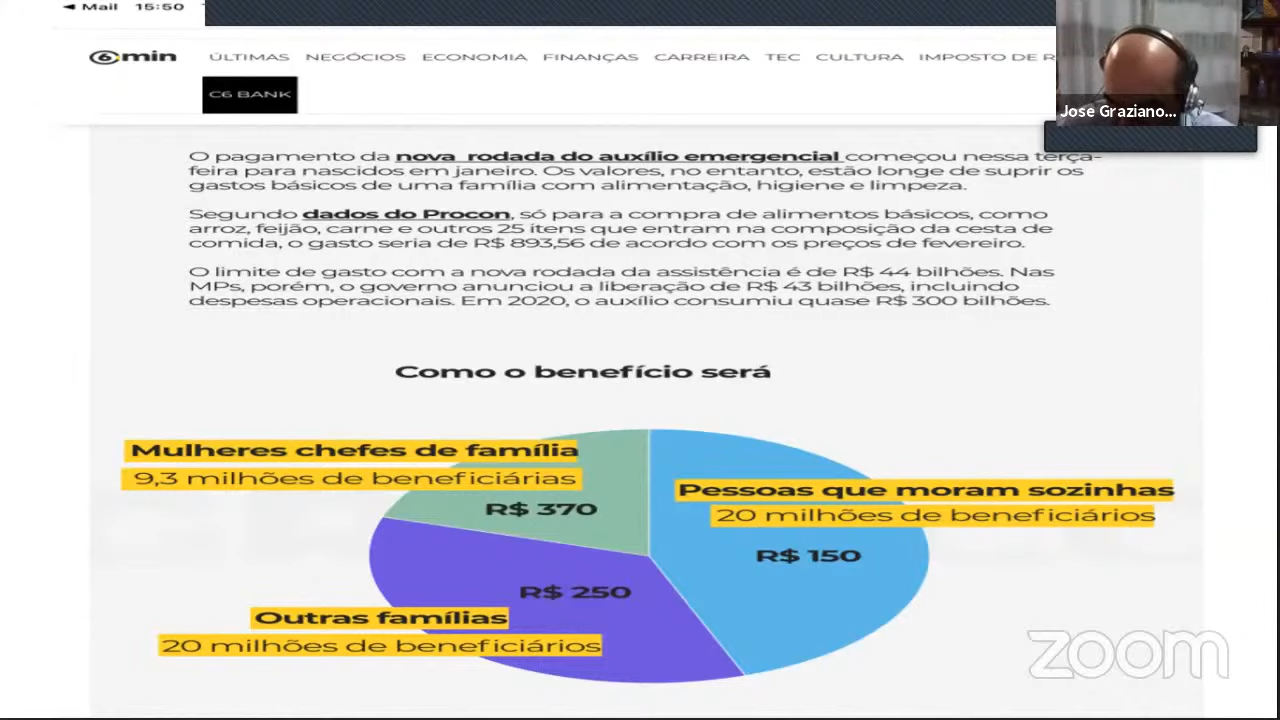 Mail 15:50
6min ÚLTIMAS NEGÓCIOS ECONOMIA FINANÇAS CARREIRA TEC CULTURA IMPOSTO DE R
C6 BANK
Jose Graziano...
O pagamento da nova rodada do auxílio emergencial começou nessa terça-
feira para nascidos em janeiro. Os valores, no entanto, estão longe de suprir os
gastos básicos de uma família com alimentação, higiene e limpeza.
Segundo dados do Procon, só para a compra de alimentos básicos, como
arroz, feijão, carne e outros 25 itens que entram na composição da cesta de
comida, o gasto seria de R$ 893,56 de acordo com os preços de fevereiro.
O limite de gasto com a nova rodada da assistência é de R$ 44 bilhões. Nas
MPs, porém, o governo anunciou a liberação de R$ 43 bilhões, incluindo
despesas operacionais. Em 2020, o auxílio consumiu quase R$ 300 bilhões.
Como o benefício será
Mulheres chefes de família
9,3 milhões de beneficiárias
R$ 370
Pessoas que moram sozinhas
20 milhões de beneficiários
R$ 150
R$ 250
Outras famílias
20 milhões de beneficiários
zoom